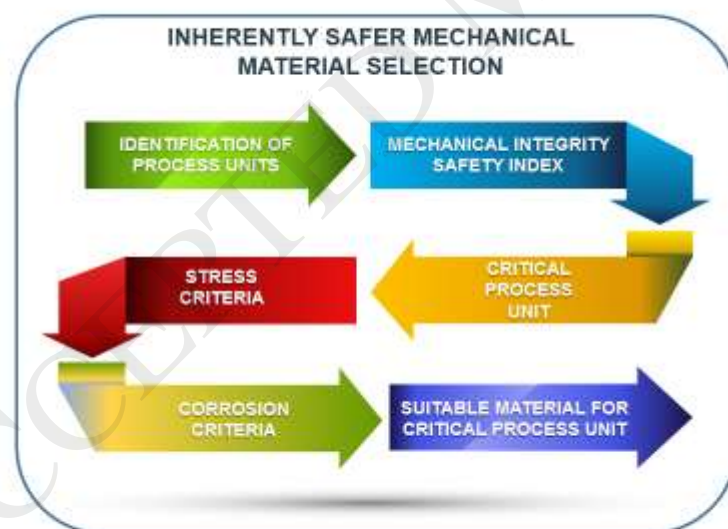 INHERENTLY SAFER MECHANICAL
MATERIAL SELECTION
IDENTIFICATION OF
PROCESS UNITS
MECHANICAL INTEGRITY
SAFETY INDEX
CRITICAL
PROCESS
UNIT
STRESS
CRITERIA
CORROSION
CRITERIA
SUITABLE MATERIAL FOR
CRITICAL PROCESS UNIT
CCEPTED M